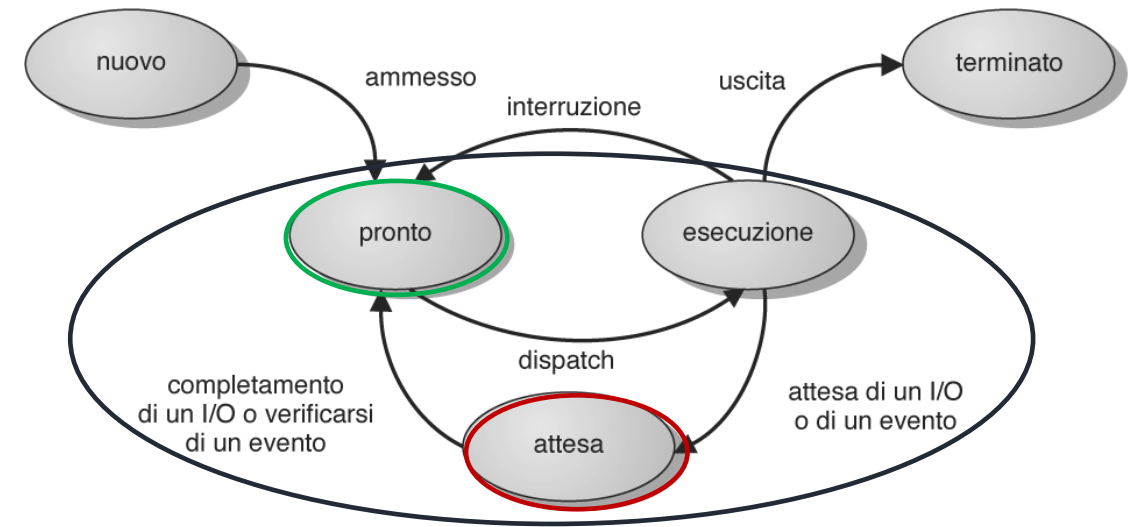 nuovo
ammesso
interruzione
uscita
terminato
pronto
esecuzione
dispatch
completamento
di un I/O o verificarsi
di un evento
attesa
attesa di un I/O
o di un evento